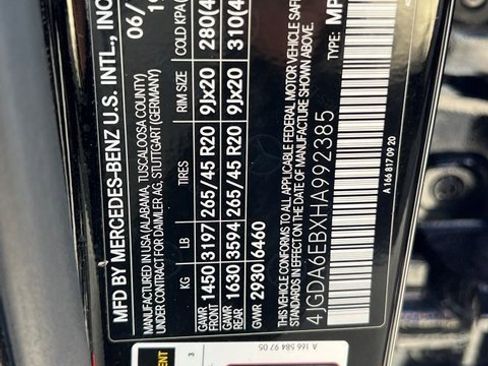 MFD BY MERCEDES-BENZ U.S. INTL., INC
06/
MANUFACTURED IN USA (ALABAMA, TUSCALOOSA COUNTY)
UNDER CONTRACT FOR DAIMLER AG, STUTTGART (GERMANY)
KG LB TIRES RIM SIZE COLD KPA
GAWR FRONT 1450 3197 265/45 R20 9Jx20 280(4
GAWR REAR 1630 3594 265/45 R20 9Jx20 310(4
GVWR 2930 6460
THIS VEHICLE CONFORMS TO ALL APPLICABLE FEDERAL MOTOR VEHICLE SAFE
IN EFFECT ON THE DATE OF MANUFACTURE SHOWN ABOVE.
4JGDA6EBXHA992385 TYPE: MP
A 166 817 09 20
A 166 584 97 05
3